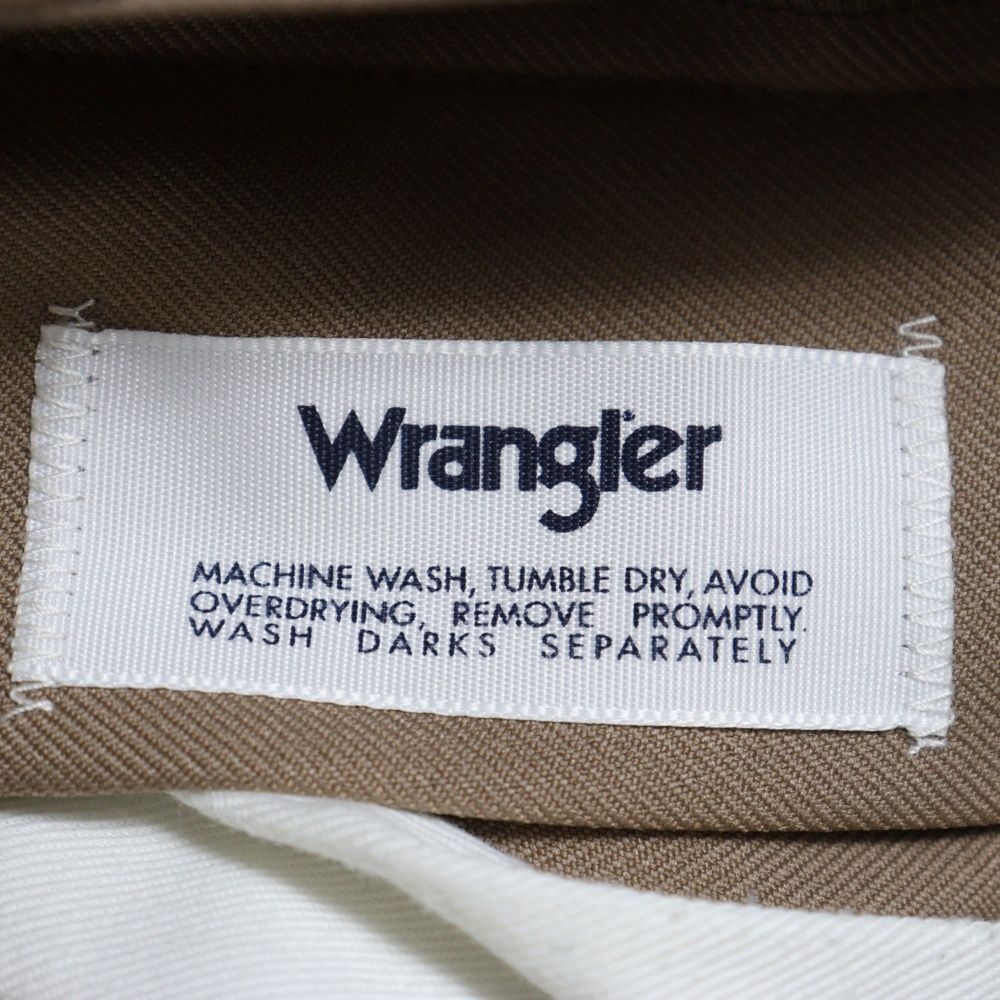 Wrangler
MACHINE WASH, TUMBLE DRY, AVOID
OVERDRYING, REMOVE PROMPTLY.
WASH DARKS SEPARATELY